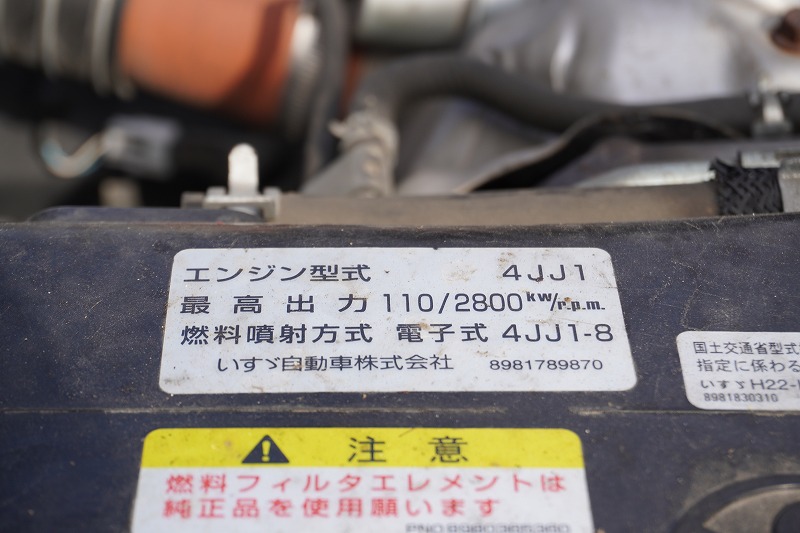 エンジン型式 4JJ1
最高出力 110/2800 kw/r.p.m.
燃料噴射方式 電子式 4JJ1-8
いすゞ自動車株式会社 8981789870
国土交通省型式
指定に係わる
いすゞH22-
8981830310
注意
燃料フィルタエレメントは
純正品を使用願います